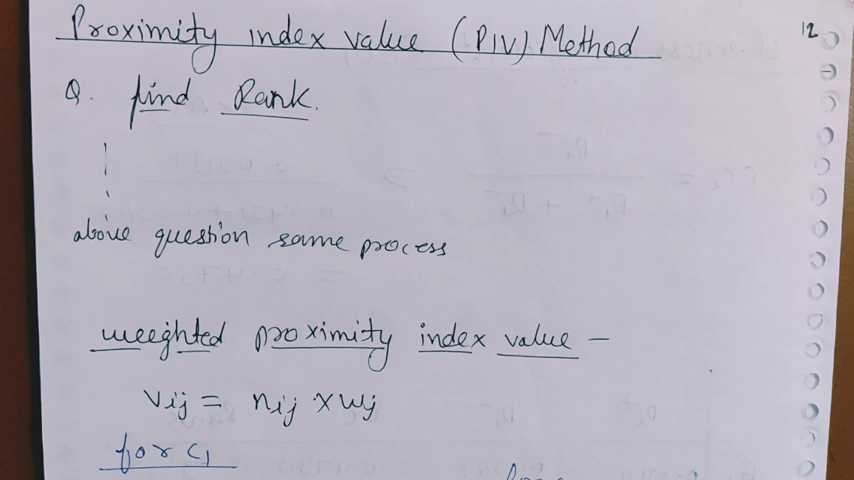 12
Proximity index value (PIV) Method
Q. find Rank.
above question same process
weeghted proximity index value -
Vij = nij × wj
for C1